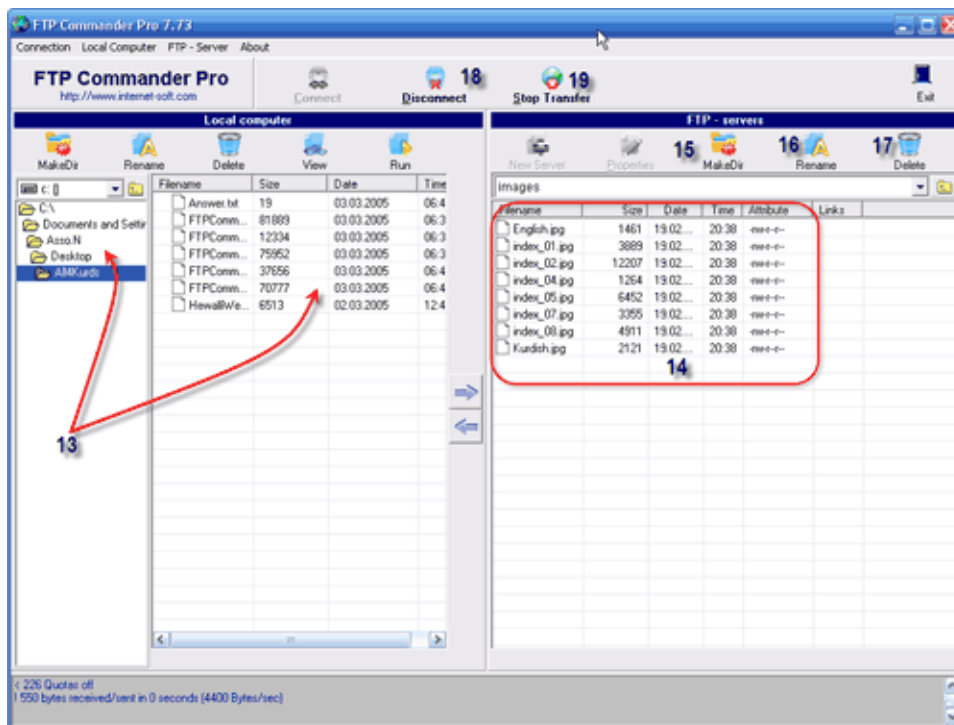 FTP Commander Pro 7.73
Connection Local Computer FTP - Server About
FTP Commander Pro
http://www.internet-soft.com
Connect
Disconnect
18
Stop Transfer
19
Exit
Local computer
MakeDir Rename Delete View Run
c: []
C:\
Documents and Settir
Asso.N
Desktop
All4Kurds
13
Filename Size Date Time
Answer.txt 19 03.03.2005 06:4
FTPComm... 81889 03.03.2005 06:3
FTPComm... 12334 03.03.2005 06:3
FTPComm... 75952 03.03.2005 06:3
FTPComm... 37656 03.03.2005 06:4
FTPComm... 70777 03.03.2005 06:4
HewalliWe... 6513 02.03.2005 12:4
FTP - servers
New Server Properties 15 MakeDir 16 Rename 17 Delete
images
Filename Size Date Time Attribute Links
English.jpg 1461 19.02.... 20:38
index_01.jpg 3889 19.02.... 20:38
index_02.jpg 12207 19.02.... 20:38
index_04.jpg 1264 19.02.... 20:38
index_05.jpg 6452 19.02.... 20:38
index_07.jpg 3355 19.02.... 20:38
index_08.jpg 4911 19.02.... 20:38
Kurdish.jpg 2121 19.02.... 20:38
14
< 226 Quotas off
! 550 bytes received/sent in 0 seconds (4400 Bytes/sec)